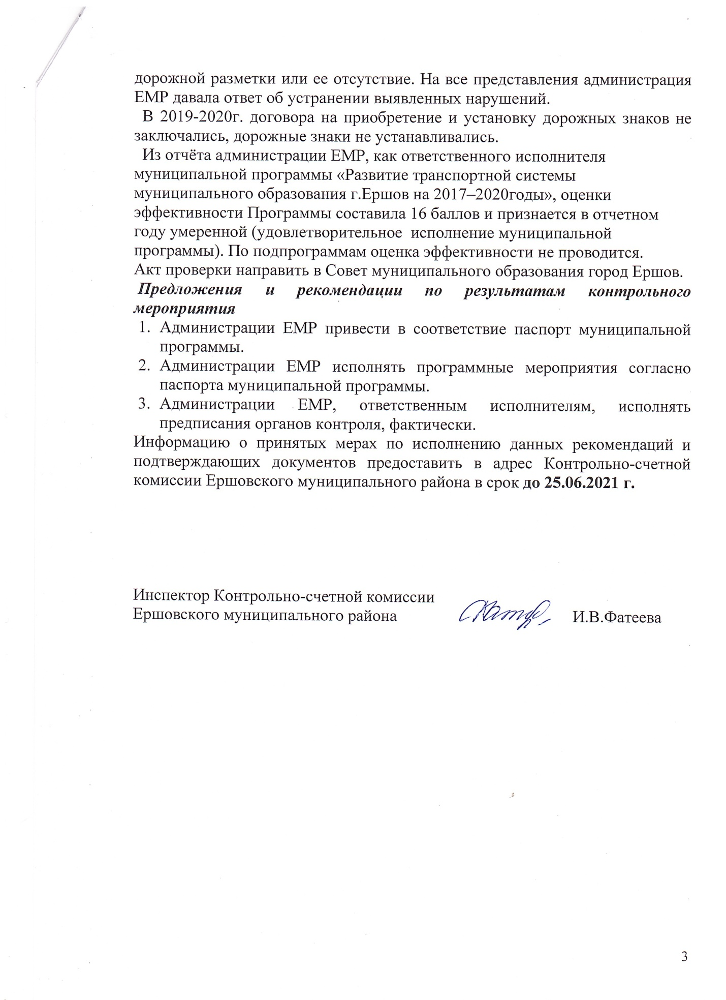 дорожной разметки или ее отсутствие. На все представления администрация
ЕМР давала ответ об устранении выявленных нарушений.
В 2019-2020г. договора на приобретение и установку дорожных знаков не
заключались, дорожные знаки не устанавливались.
Из отчёта администрации ЕМР, как ответственного исполнителя
муниципальной программы «Развитие транспортной системы
муниципального образования г.Ершов на 2017–2020годы», оценки
эффективности Программы составила 16 баллов и признается в отчетном
году умеренной (удовлетворительное исполнение муниципальной
программы). По подпрограммам оценка эффективности не проводится.
Акт проверки направить в Совет муниципального образования город Ершов.
Предложения и рекомендации по результатам контрольного
мероприятия
1. Администрации ЕМР привести в соответствие паспорт муниципальной
программы.
2. Администрации ЕМР исполнять программные мероприятия согласно
паспорта муниципальной программы.
3. Администрации ЕМР, ответственным исполнителям, исполнять
предписания органов контроля, фактически.
Информацию о принятых мерах по исполнению данных рекомендаций и
подтверждающих документов предоставить в адрес Контрольно-счетной
комиссии Ершовского муниципального района в срок до 25.06.2021 г.
Инспектор Контрольно-счетной комиссии
Ершовского муниципального района И.В.Фатеева
3